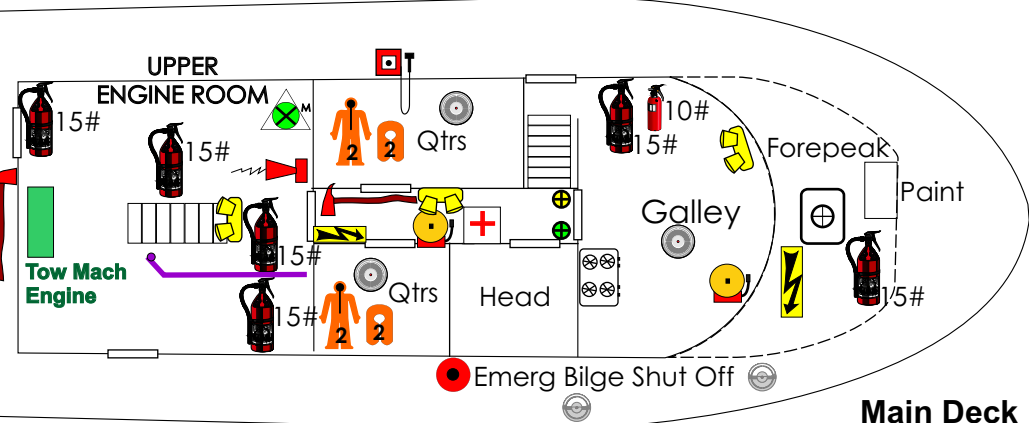 UPPER
ENGINE ROOM
M
15#
15#
15#
15#
Tow Mach
Engine
2
2
Qtrs
2
2
Qtrs
Head
10#
15#
Galley
Forepeak
Paint
15#
Emerg Bilge Shut Off
Main Deck